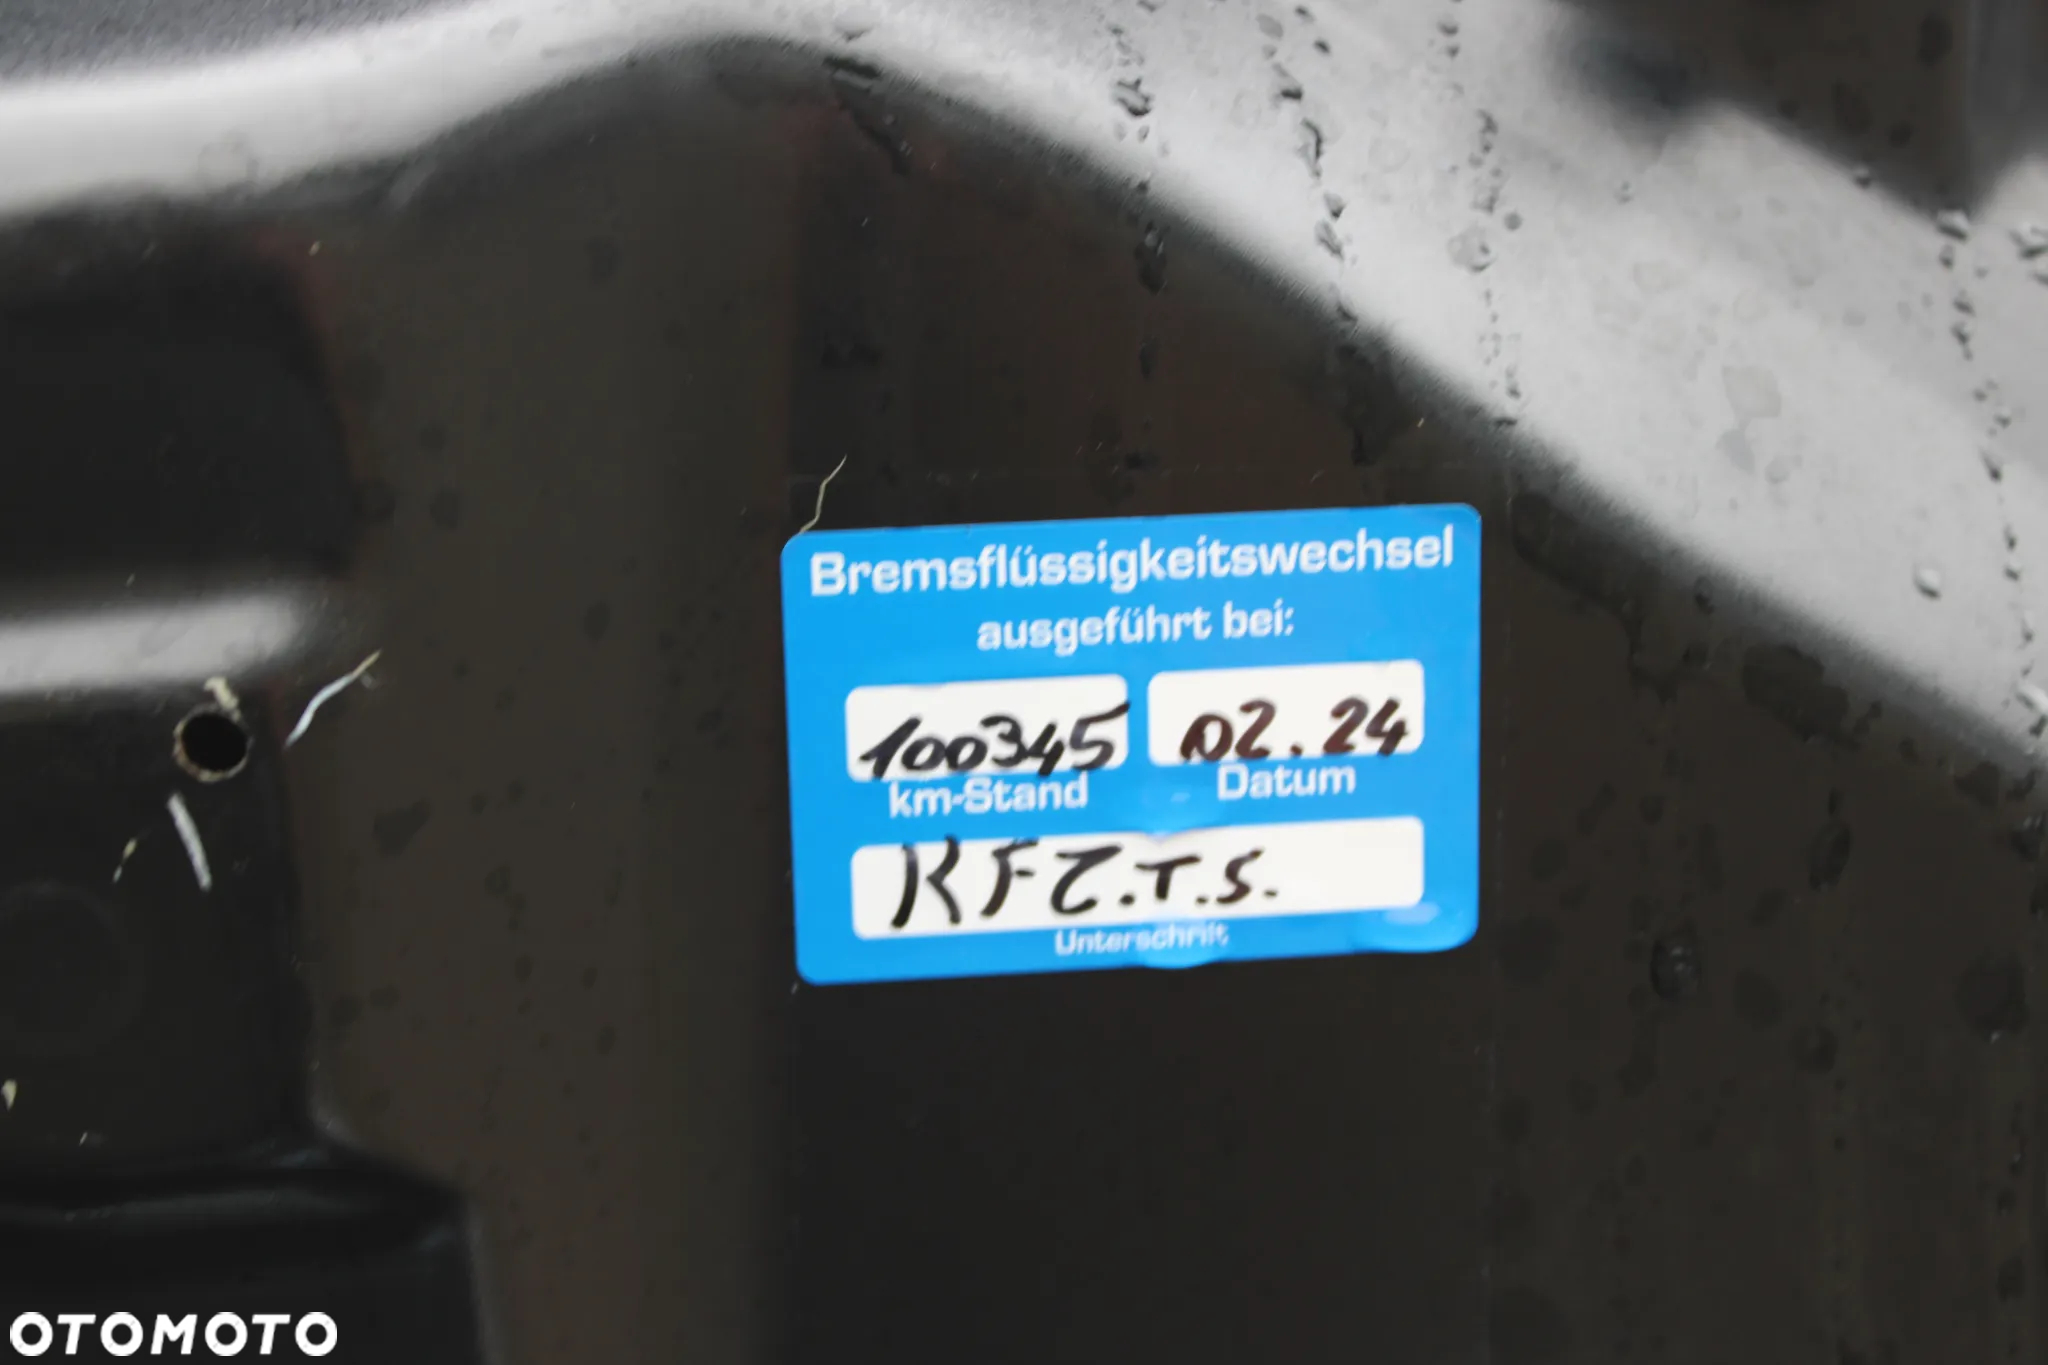 Bremsflüssigkeitswechsel
ausgeführt bei:
100345 02.24
km-Stand Datum
KFZ.T.S.
Unterschrift
OTOMOTO